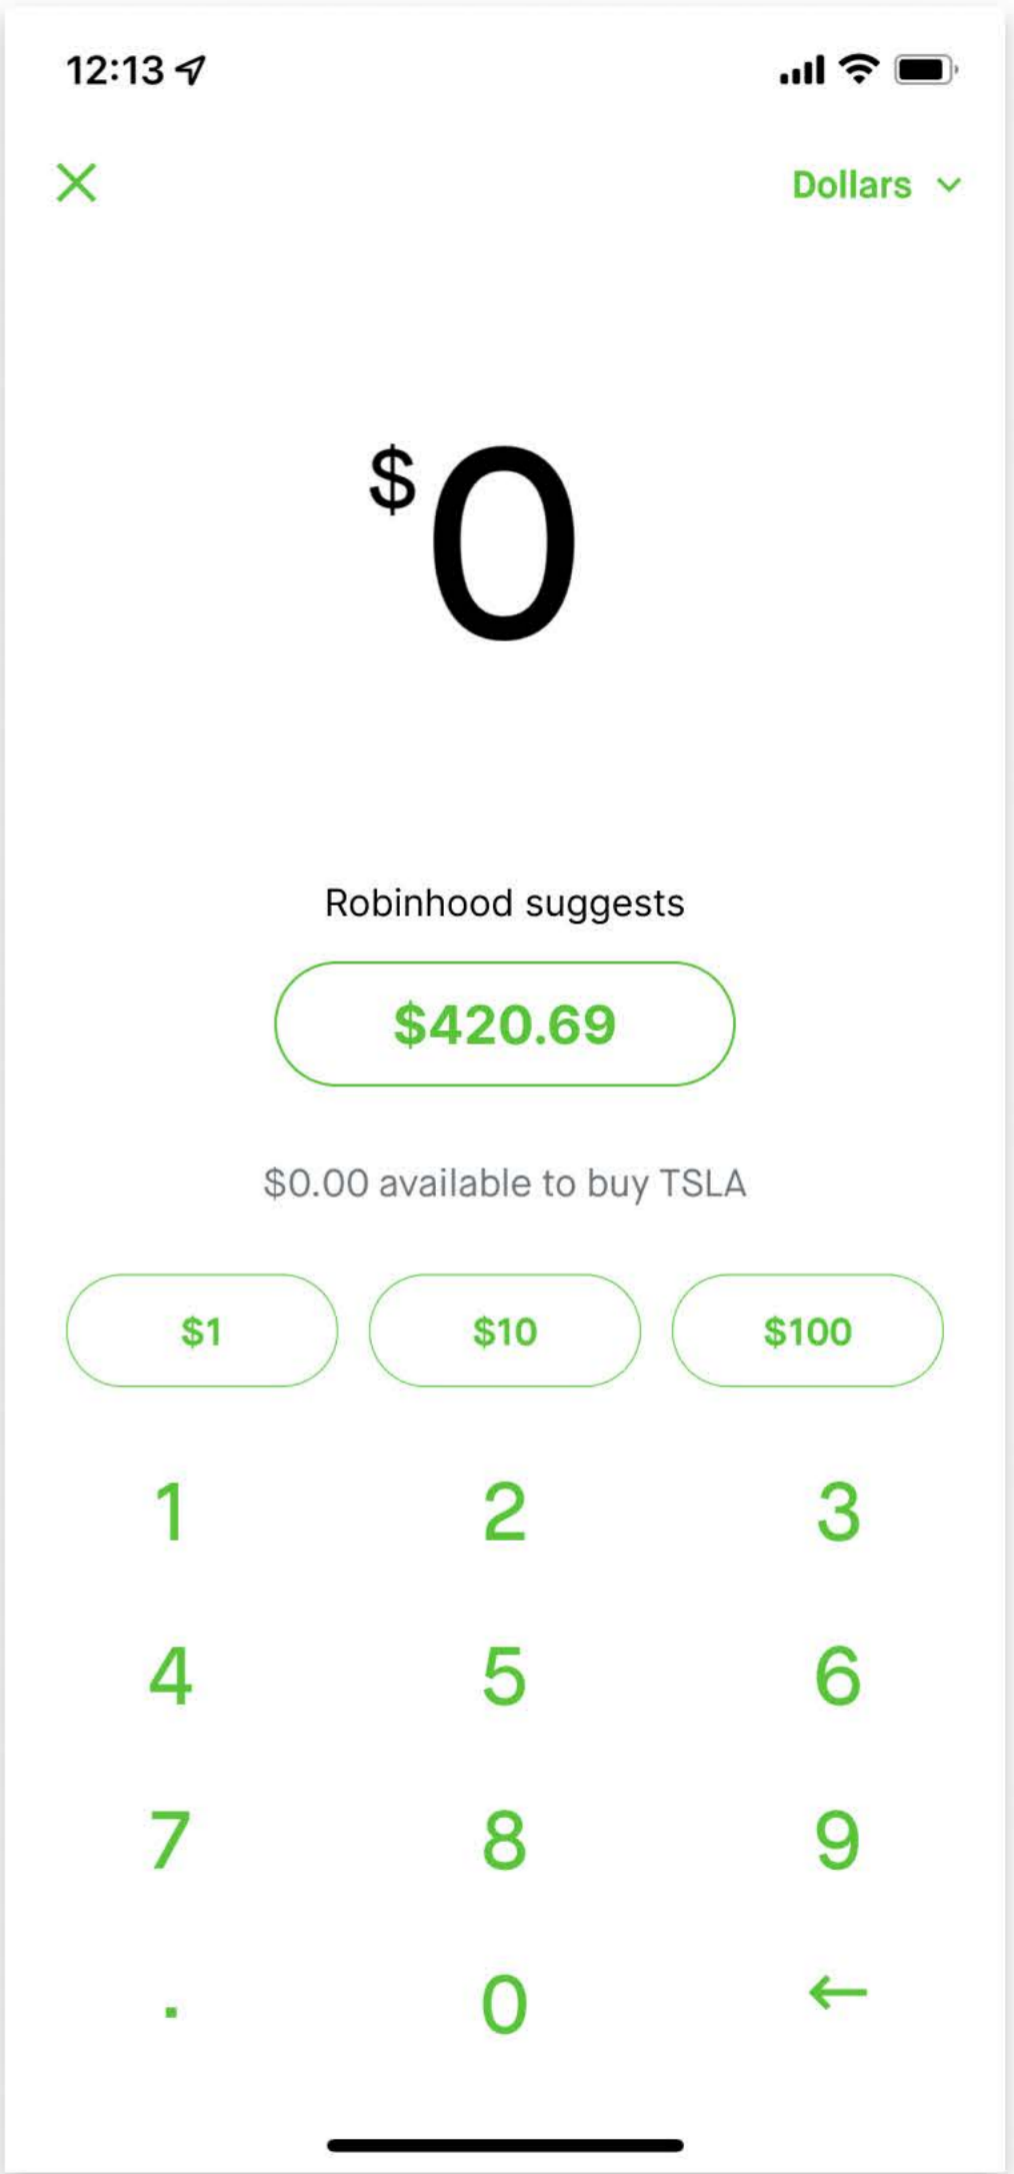 12:13
Dollars
$0
Robinhood suggests
$420.69
$0.00 available to buy TSLA
$1 $10 $100
1 2 3
4 5 6
7 8 9
. 0